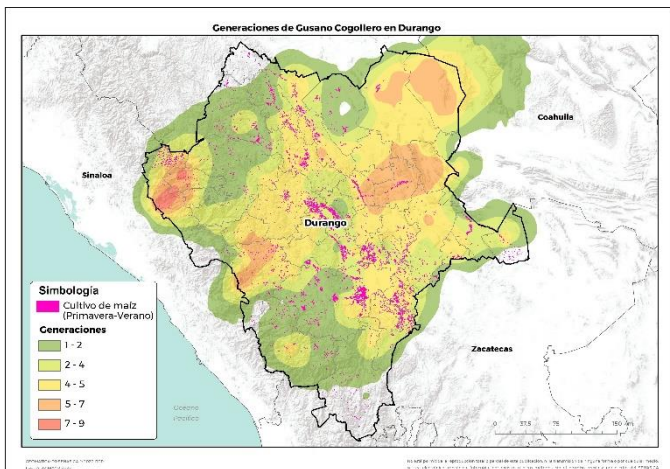 Generaciones de Gusano Cogollero en Durango
Coahuila
Sinaloa
Durango
Zacatecas
Océano
Pacífico
Simbología
Cultivo de maíz
(Primavera-Verano)
Generaciones
1 - 2
2 - 4
4 - 5
5 - 7
7 - 9
0 37.5 75 150 km